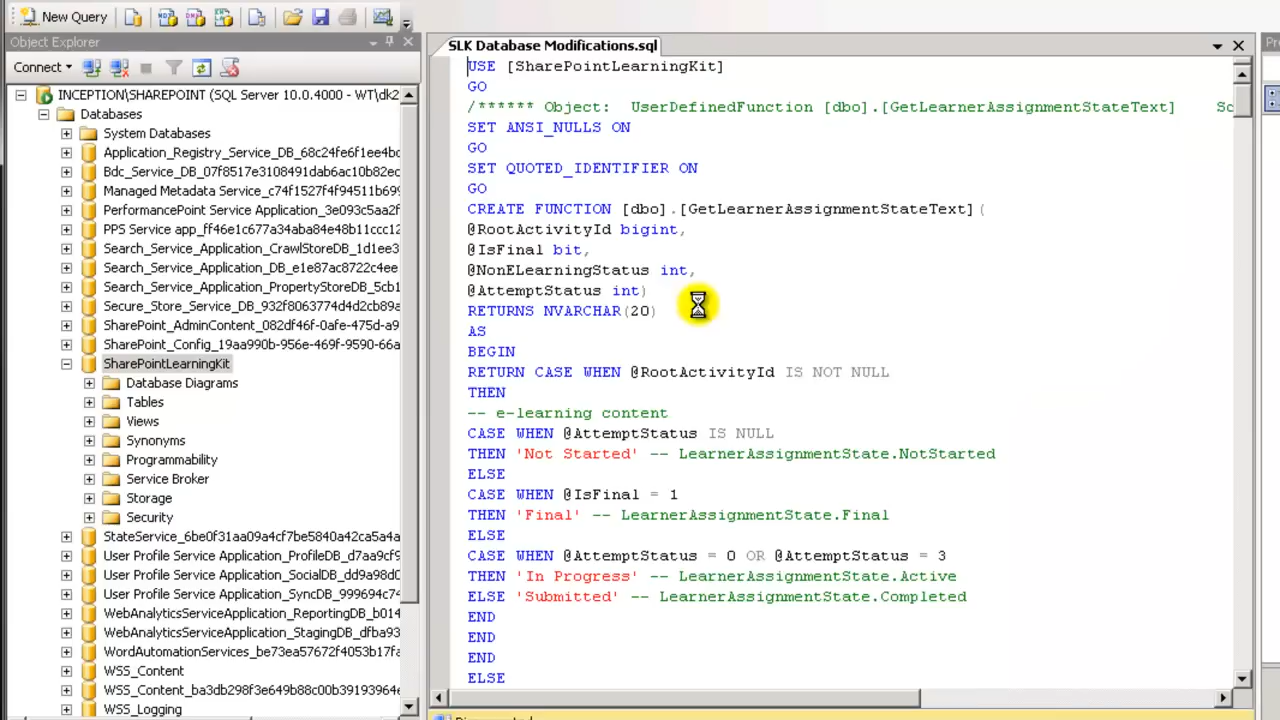 New Query
Object Explorer
Connect
INCEPTION\SHAREPOINT (SQL Server 10.0.4000 - WT\dk2
Databases
System Databases
Application_Registry_Service_DB_68c24fe6f1ee4bc
Bdc_Service_DB_07f8517e3108491dab6ac10b82ec
Managed Metadata Service_c74f1527f4f94511b69
PerformancePoint Service Application_3e093c5aa2f
PPS Service app_ff46e1c677a34aba84e48b11ccc12
Search_Service_Application_CrawlStoreDB_1d1ee3
Search_Service_Application_DB_e1e87ac8722c4ee
Search_Service_Application_PropertyStoreDB_5cb1
Secure_Store_Service_DB_932f8063774d4d2cb89a
SharePoint_AdminContent_082df46f-0afe-475d-a9
SharePoint_Config_19aa990b-956e-469f-9590-66a
SharePointLearningKit
Database Diagrams
Tables
Views
Synonyms
Programmability
Service Broker
Storage
Security
StateService_6be0f31aa09a4cf7be5840a42ca5a4a
User Profile Service Application_ProfileDB_d7aa9cf9
User Profile Service Application_SocialDB_dd9a98d0
User Profile Service Application_SyncDB_999694c74
WebAnalyticsServiceApplication_ReportingDB_b014
WebAnalyticsServiceApplication_StagingDB_dfba93
WordAutomationServices_be73ea57672f4053b17fa
WSS_Content
WSS_Content_ba3db298f3e649b88c00b39193964e
WSS_Logging
SLK Database Modifications.sql
USE [SharePointLearningKit]
GO
/****** Object:  UserDefinedFunction [dbo].[GetLearnerAssignmentStateText]    Sc
SET ANSI_NULLS ON
GO
SET QUOTED_IDENTIFIER ON
GO
CREATE FUNCTION [dbo].[GetLearnerAssignmentStateText](
@RootActivityId bigint,
@IsFinal bit,
@NonELearningStatus int,
@AttemptStatus int)
RETURNS NVARCHAR(20)
AS
BEGIN
RETURN CASE WHEN @RootActivityId IS NOT NULL
THEN
-- e-learning content
CASE WHEN @AttemptStatus IS NULL
THEN 'Not Started' -- LearnerAssignmentState.NotStarted
ELSE
CASE WHEN @IsFinal = 1
THEN 'Final' -- LearnerAssignmentState.Final
ELSE
CASE WHEN @AttemptStatus = 0 OR @AttemptStatus = 3
THEN 'In Progress' -- LearnerAssignmentState.Active
ELSE 'Submitted' -- LearnerAssignmentState.Completed
END
END
END
ELSE